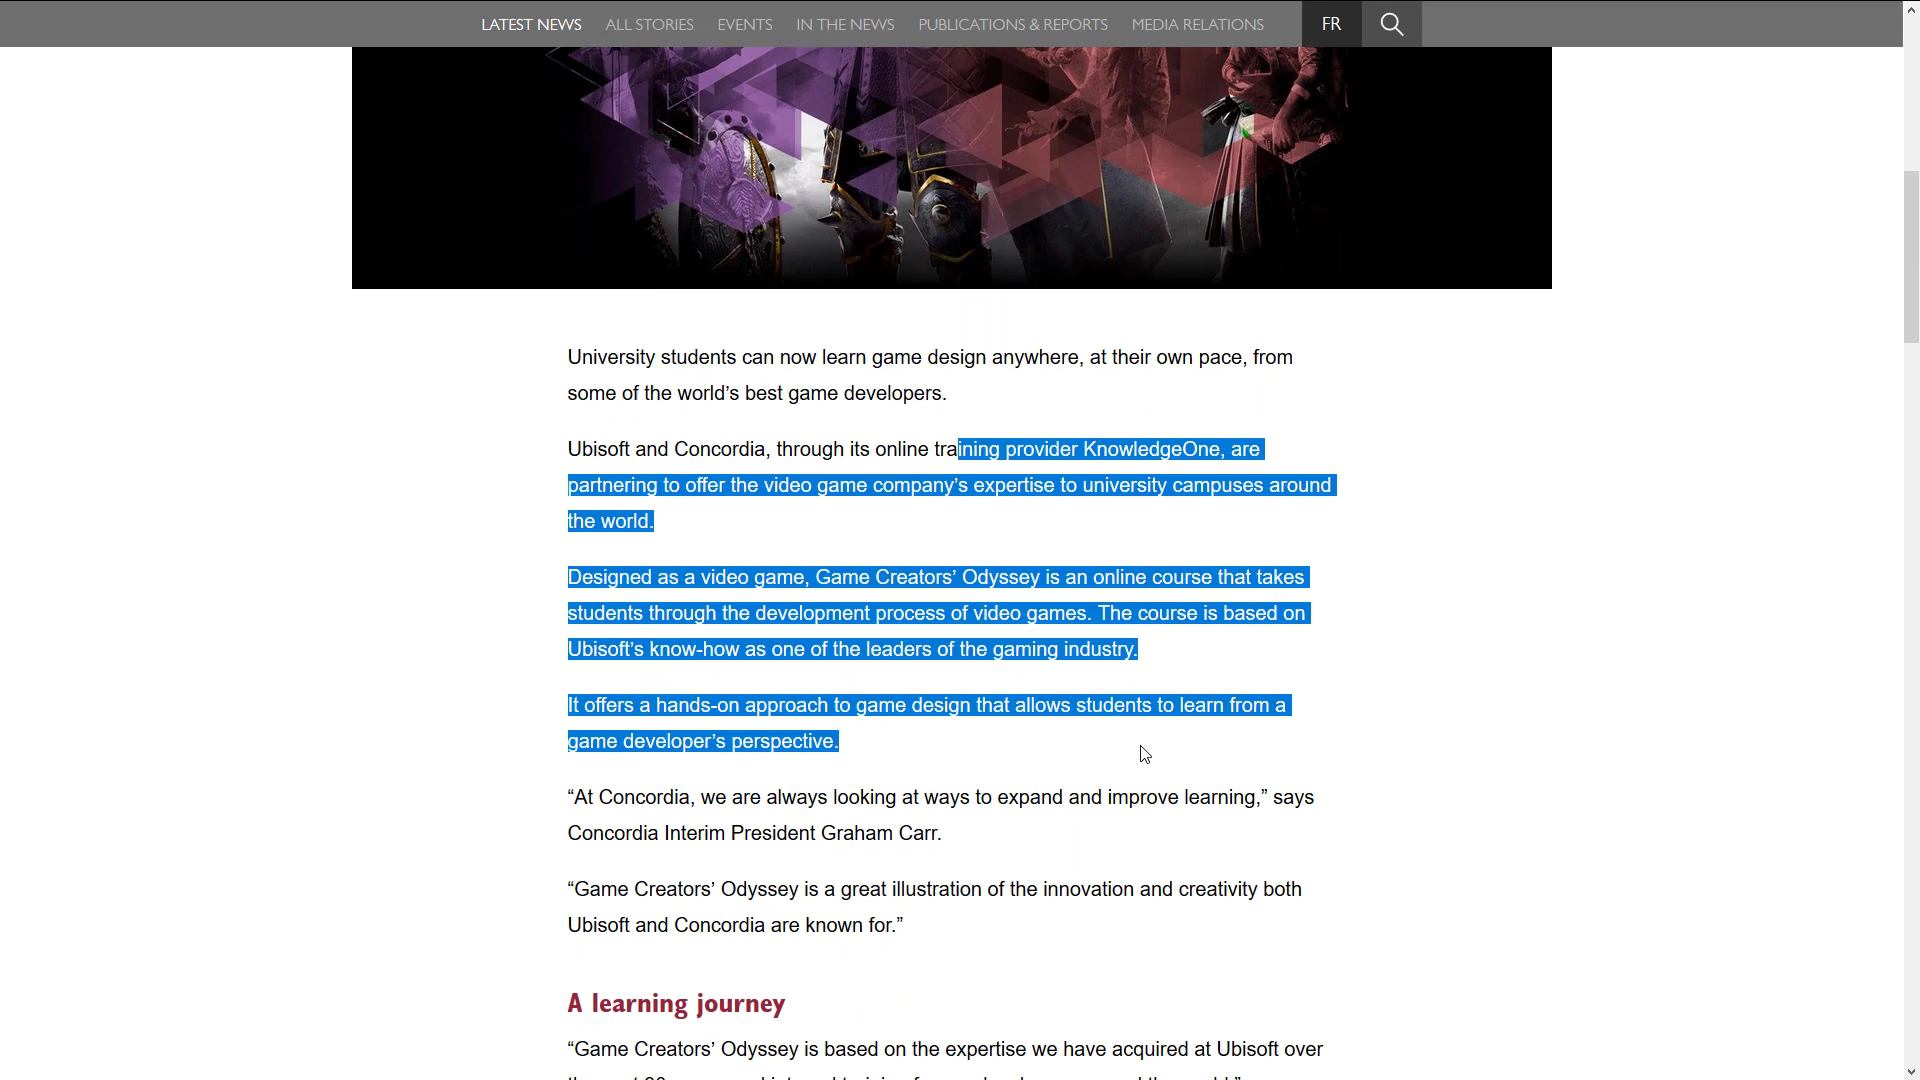 LATEST NEWS ALL STORIES EVENTS IN THE NEWS PUBLICATIONS & REPORTS MEDIA RELATIONS FR
University students can now learn game design anywhere, at their own pace, from
some of the world’s best game developers.
Ubisoft and Concordia, through its online training provider KnowledgeOne, are
partnering to offer the video game company’s expertise to university campuses around
the world.
Designed as a video game, Game Creators’ Odyssey is an online course that takes
students through the development process of video games. The course is based on
Ubisoft’s know-how as one of the leaders of the gaming industry.
It offers a hands-on approach to game design that allows students to learn from a
game developer’s perspective.
“At Concordia, we are always looking at ways to expand and improve learning,” says
Concordia Interim President Graham Carr.
“Game Creators’ Odyssey is a great illustration of the innovation and creativity both
Ubisoft and Concordia are known for.”
A learning journey
“Game Creators’ Odyssey is based on the expertise we have acquired at Ubisoft over